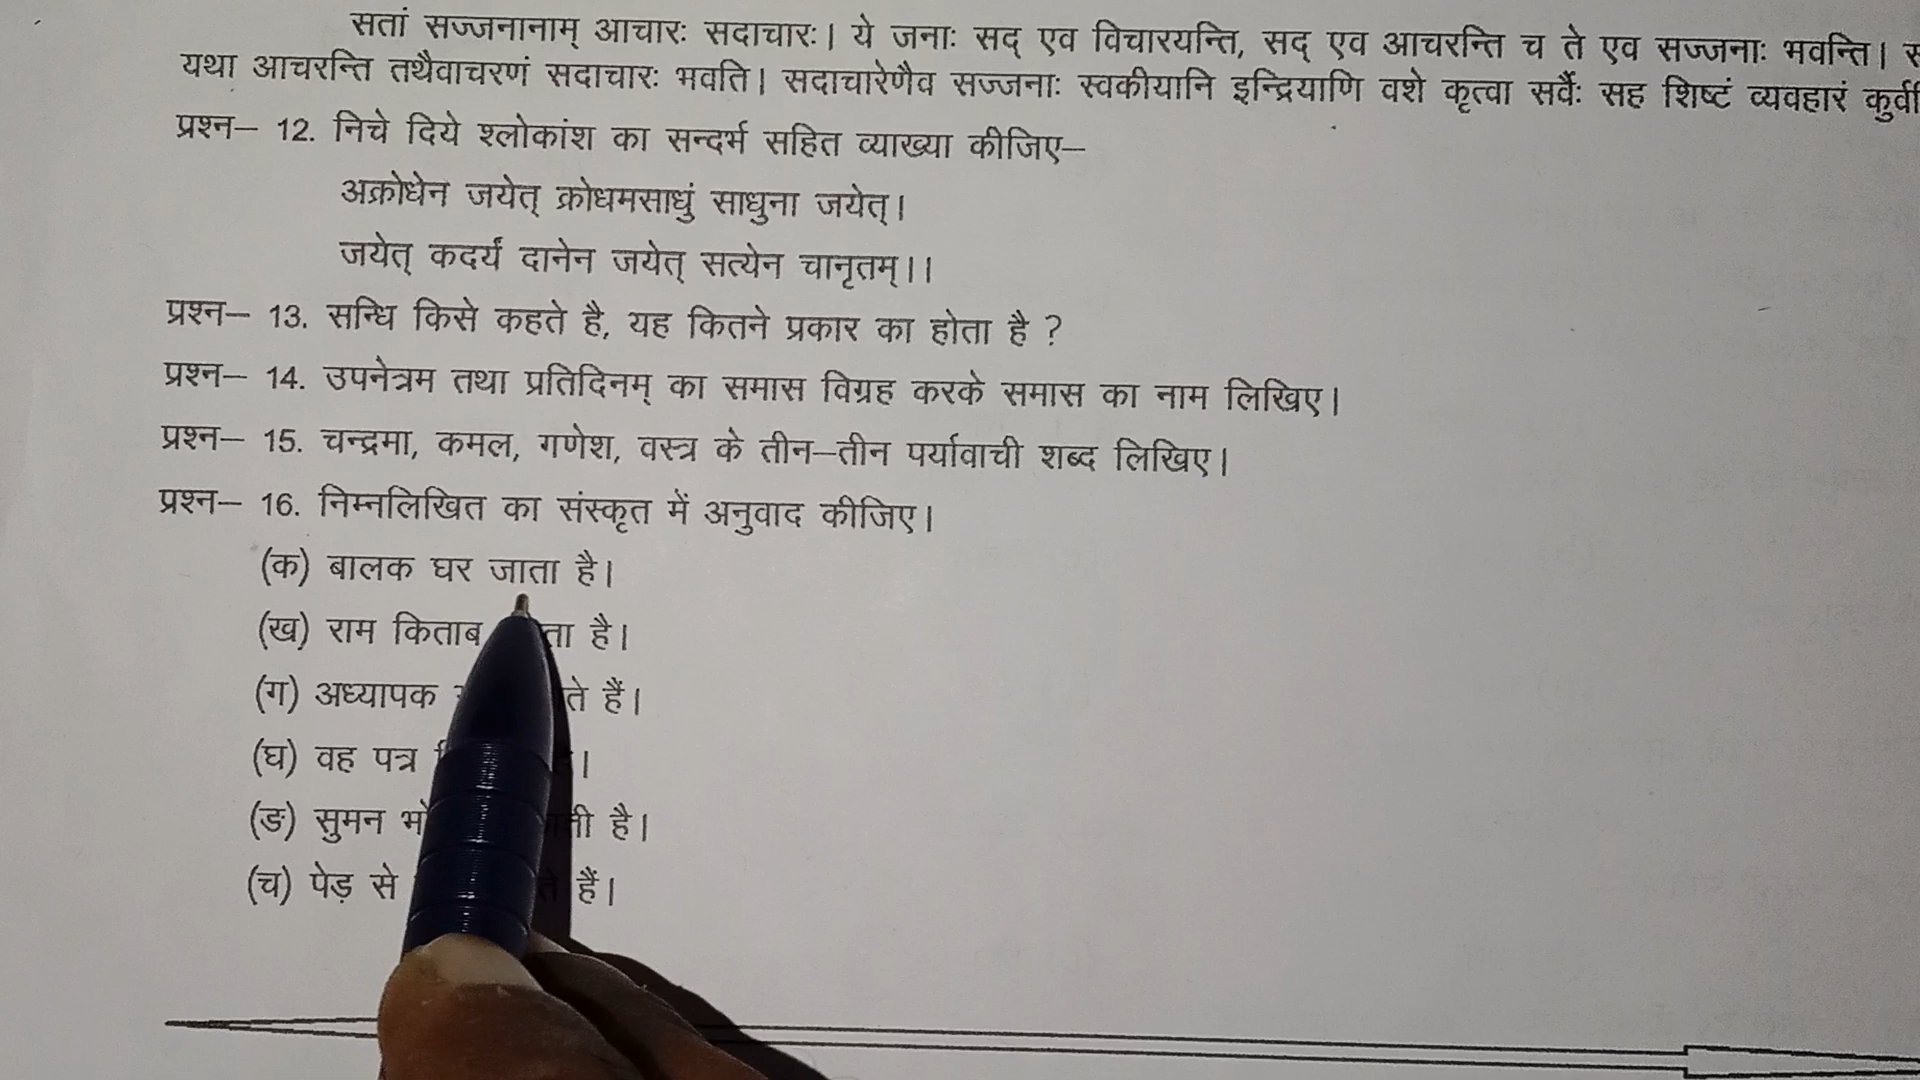 सतां सज्जनानाम् आचारः सदाचारः। ये जनाः सद् एव विचारयन्ति, सद् एव आचरन्ति च ते एव सज्जनाः भवन्ति।
यथा आचरन्ति तथैवाचरणं सदाचारः भवति। सदाचारेणैव सज्जनाः स्वकीयानि इन्द्रियाणि वशे कृत्वा सर्वैः सह शिष्टं व्यवहारं
प्रश्न– 12. निचे दिये श्लोकांश का सन्दर्भ सहित व्याख्या कीजिए–
अक्रोधेन जयेत् क्रोधमसाधुं साधुना जयेत्।
जयेत् कदर्यं दानेन जयेत् सत्येन चानृतम्।।
प्रश्न– 13. सन्धि किसे कहते है, यह कितने प्रकार का होता है ?
प्रश्न– 14. उपनेत्रम तथा प्रतिदिनम् का समास विग्रह करके समास का नाम लिखिए।
प्रश्न– 15. चन्द्रमा, कमल, गणेश, वस्त्र के तीन–तीन पर्यावाची शब्द लिखिए।
प्रश्न– 16. निम्नलिखित का संस्कृत में अनुवाद कीजिए।
(क) बालक घर जाता है।
(ख) राम किताब है।
(ग) अध्यापक हैं।
(घ) वह पत्र
(ङ) सुमन है।
(च) पेड़ से हैं।